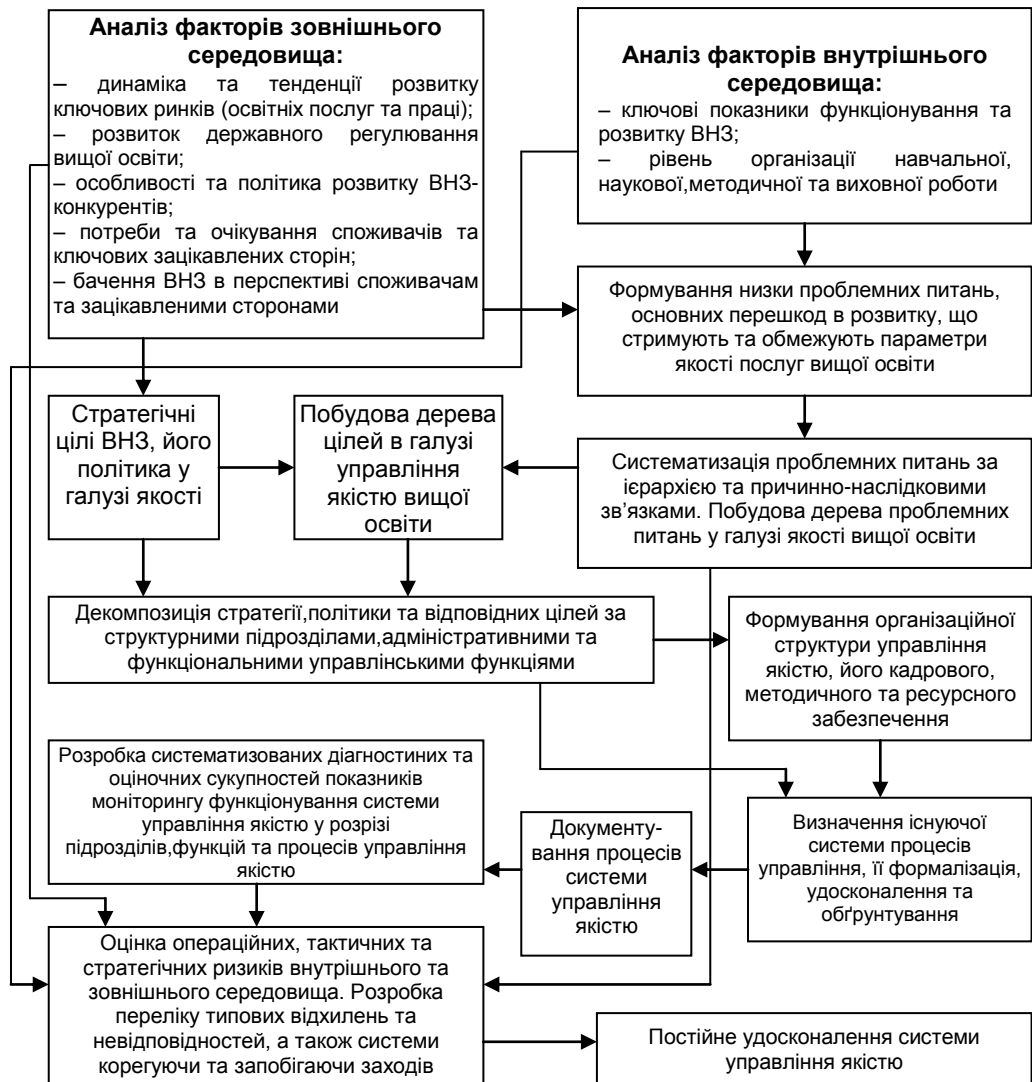 Аналіз факторів зовнішнього
середовища:
– динаміка та тенденції розвитку
ключових ринків (освітніх послуг та праці);
– розвиток державного регулювання
вищої освіти;
– особливості та політика розвитку ВНЗ-
конкурентів;
– потреби та очікування споживачів та
ключових зацікавлених сторін;
– бачення ВНЗ в перспективі споживачам
та зацікавленими сторонами
Аналіз факторів внутрішнього
середовища:
– ключові показники функціонування та
розвитку ВНЗ;
– рівень організації навчальної,
наукової,методичної та виховної роботи
Формування низки проблемних питань,
основних перешкод в розвитку, що
стримують та обмежують параметри
якості послуг вищої освіти
Стратегічні
цілі ВНЗ, його
політика у
галузі якості
Побудова дерева
цілей в галузі
управління
якістю вищої
освіти
Систематизація проблемних питань за
ієрархією та причинно-наслідковими
зв’язками. Побудова дерева проблемних
питань у галузі якості вищої освіти
Декомпозиція стратегії,політики та відповідних цілей за
структурними підрозділами,адміністративними та
функціональними управлінськими функціями
Формування організаційної
структури управління
якістю, його кадрового,
методичного та ресурсного
забезпечення
Розробка систематизованих діагностиних та
оціночних сукупностей показників
моніторингу функціонування системи
управління якістю у розрізі
підрозділів,функцій та процесів управління
якістю
Документу-
вання процесів
системи
управління
якістю
Визначення існуючої
системи процесів
управління, її формалізація,
удосконалення та
обґрунтування
Оцінка операційних, тактичних та
стратегічних ризиків внутрішнього та
зовнішнього середовища. Розробка
переліку типових відхилень та
невідповідностей, а також системи
корегуючи та запобігаючи заходів
Постійне удосконалення системи
управління якістю